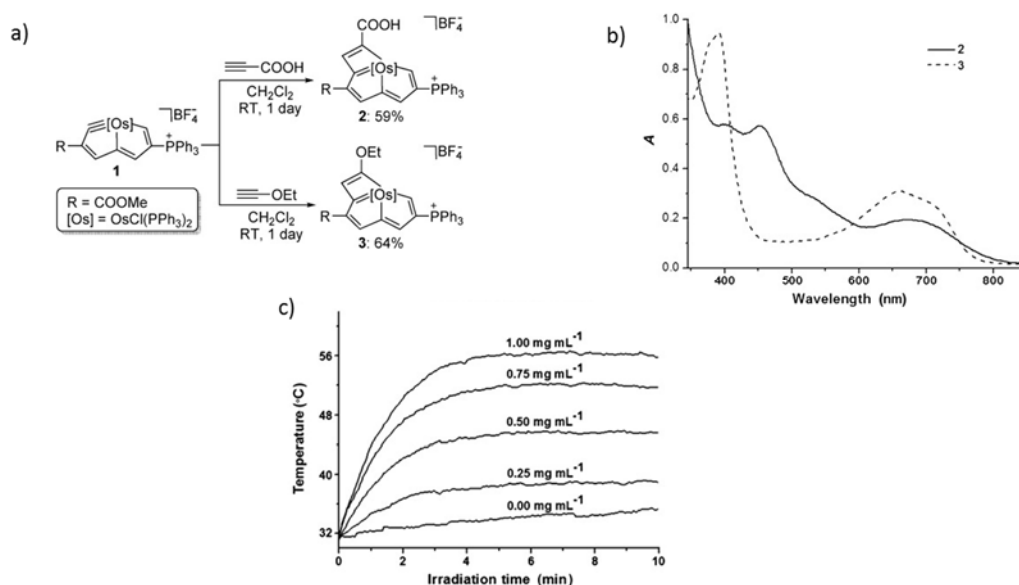 a)
COOH
]BF₄⁻
[Os]
R
PPh₃
+
2: 59%
≡—COOH
CH₂Cl₂
RT, 1 day
]BF₄⁻
[Os]
R
PPh₃
+
1
R = COOMe
[Os] = OsCl(PPh₃)₂
≡—OEt
CH₂Cl₂
RT, 1 day
OEt
]BF₄⁻
[Os]
R
PPh₃
+
3: 64%
b)
1.0
0.8
0.6
0.4
0.2
0.0
A
2
3
400
500
600
700
800
Wavelength (nm)
c)
56
48
40
32
Temperature (◦C)
1.00 mg mL⁻¹
0.75 mg mL⁻¹
0.50 mg mL⁻¹
0.25 mg mL⁻¹
0.00 mg mL⁻¹
0
2
4
6
8
10
Irradiation time (min)